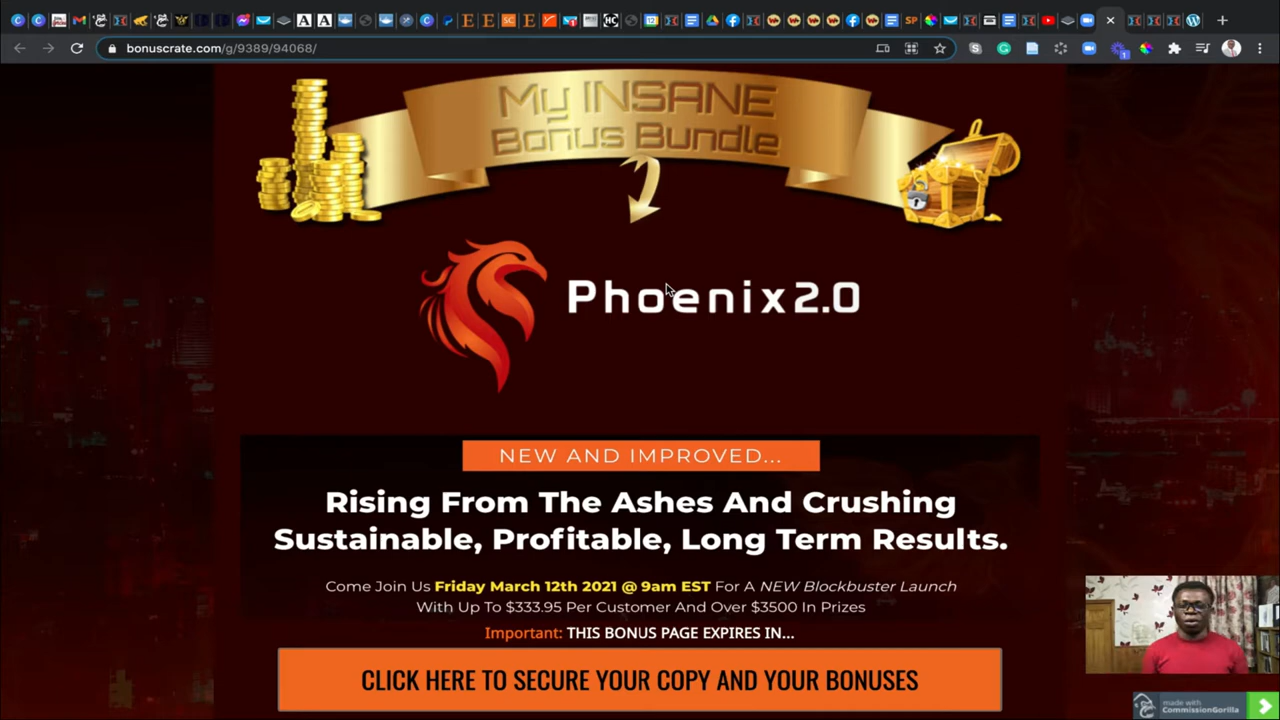 bonuscrate.com/g/9389/94068/
My INSANE
Bonus Bundle
Phoenix2.0
NEW AND IMPROVED...
Rising From The Ashes And Crushing
Sustainable, Profitable, Long Term Results.
Come Join Us Friday March 12th 2021 @ 9am EST For A NEW Blockbuster Launch
With Up To $333.95 Per Customer And Over $3500 In Prizes
Important: THIS BONUS PAGE EXPIRES IN...
CLICK HERE TO SECURE YOUR COPY AND YOUR BONUSES
made with
CommissionGorilla